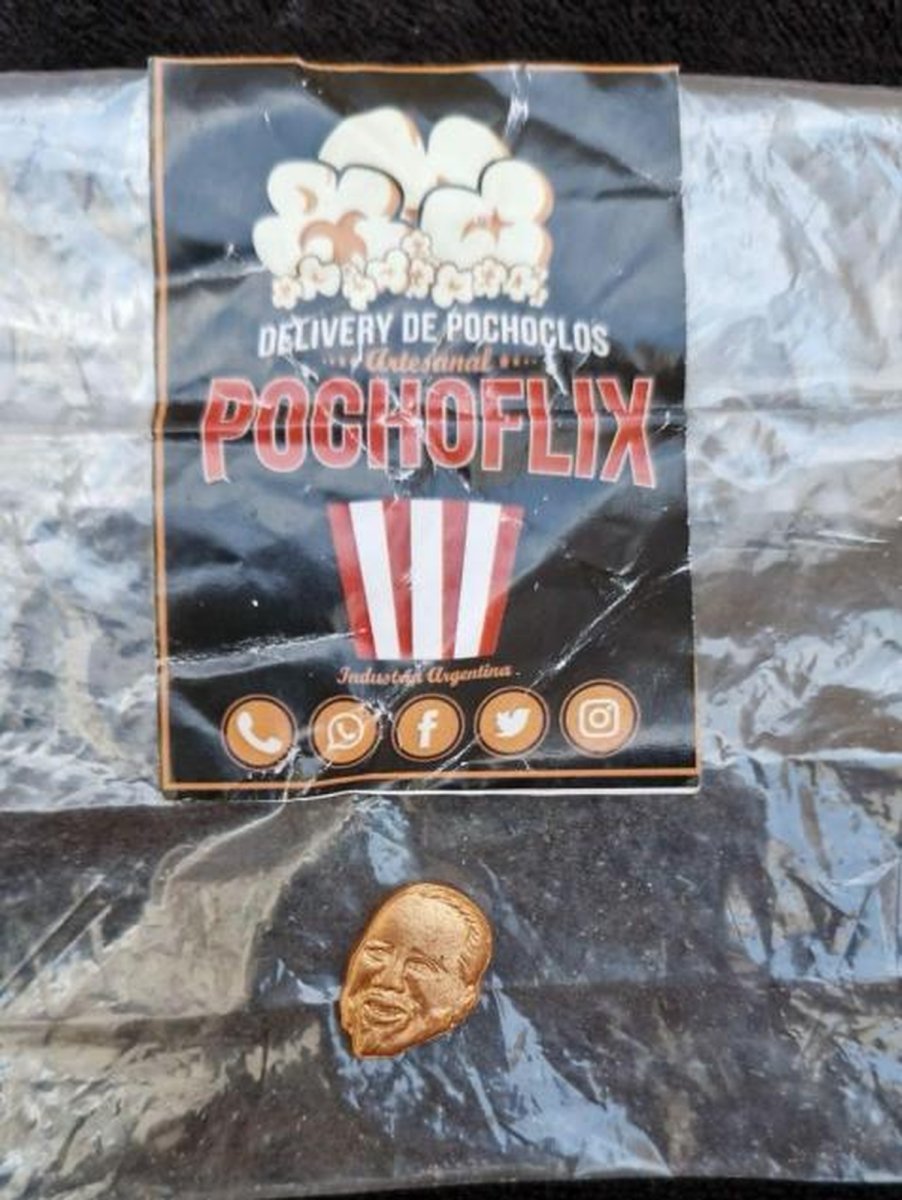 DELIVERY DE POCHOCLOS
Artesanal
POCHOFLIX
Industria Argentina